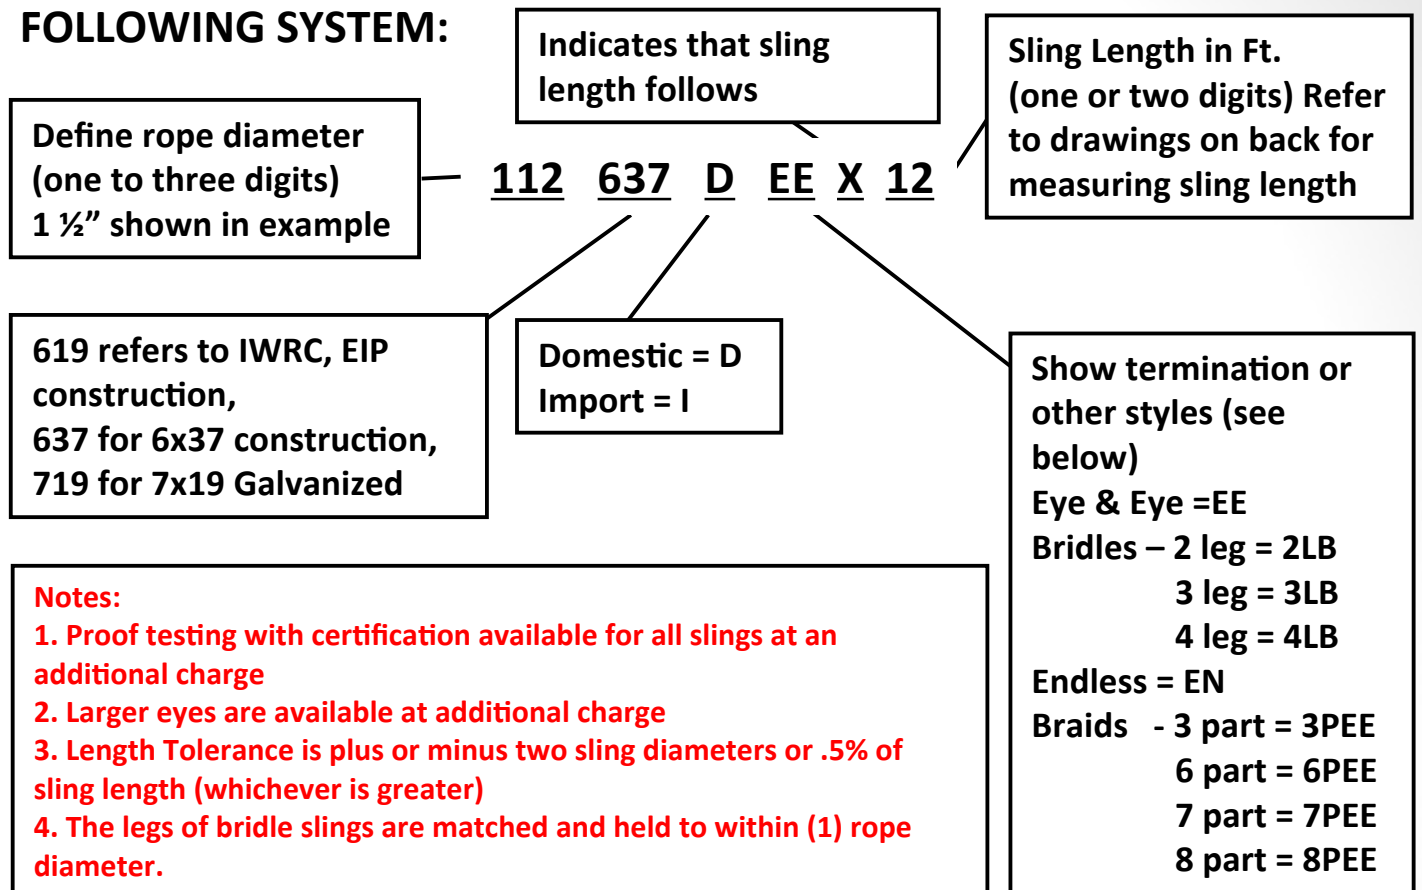 FOLLOWING SYSTEM:
Indicates that sling
length follows
Sling Length in Ft.
(one or two digits) Refer
to drawings on back for
measuring sling length
Define rope diameter
(one to three digits)
1 ½” shown in example
112 637 D EE X 12
619 refers to IWRC, EIP
construction,
637 for 6x37 construction,
719 for 7x19 Galvanized
Domestic = D
Import = I
Show termination or
other styles (see
below)
Eye & Eye =EE
Bridles – 2 leg = 2LB
3 leg = 3LB
4 leg = 4LB
Endless = EN
Braids - 3 part = 3PEE
6 part = 6PEE
7 part = 7PEE
8 part = 8PEE
Notes:
1. Proof testing with certification available for all slings at an
additional charge
2. Larger eyes are available at additional charge
3. Length Tolerance is plus or minus two sling diameters or .5% of
sling length (whichever is greater)
4. The legs of bridle slings are matched and held to within (1) rope
diameter.